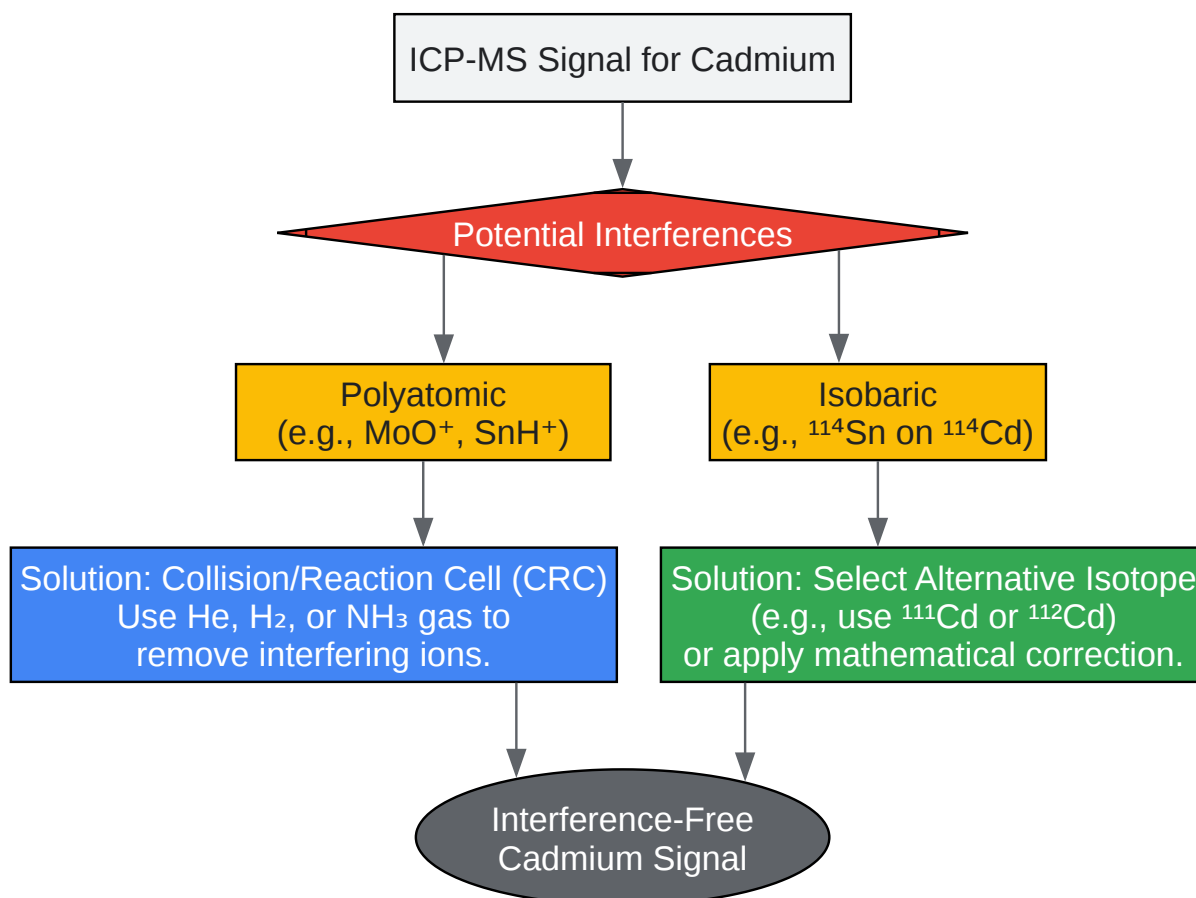 ICP-MS Signal for Cadmium
Potential Interferences
Polyatomic
(e.g., MoO⁺, SnH⁺)
Isobaric
(e.g., ¹¹⁴Sn on ¹¹⁴Cd)
Solution: Collision/Reaction Cell (CRC)
Use He, H₂, or NH₃ gas to
remove interfering ions.
Solution: Select Alternative Isotope
(e.g., use ¹¹¹Cd or ¹¹²Cd)
or apply mathematical correction.
Interference-Free
Cadmium Signal